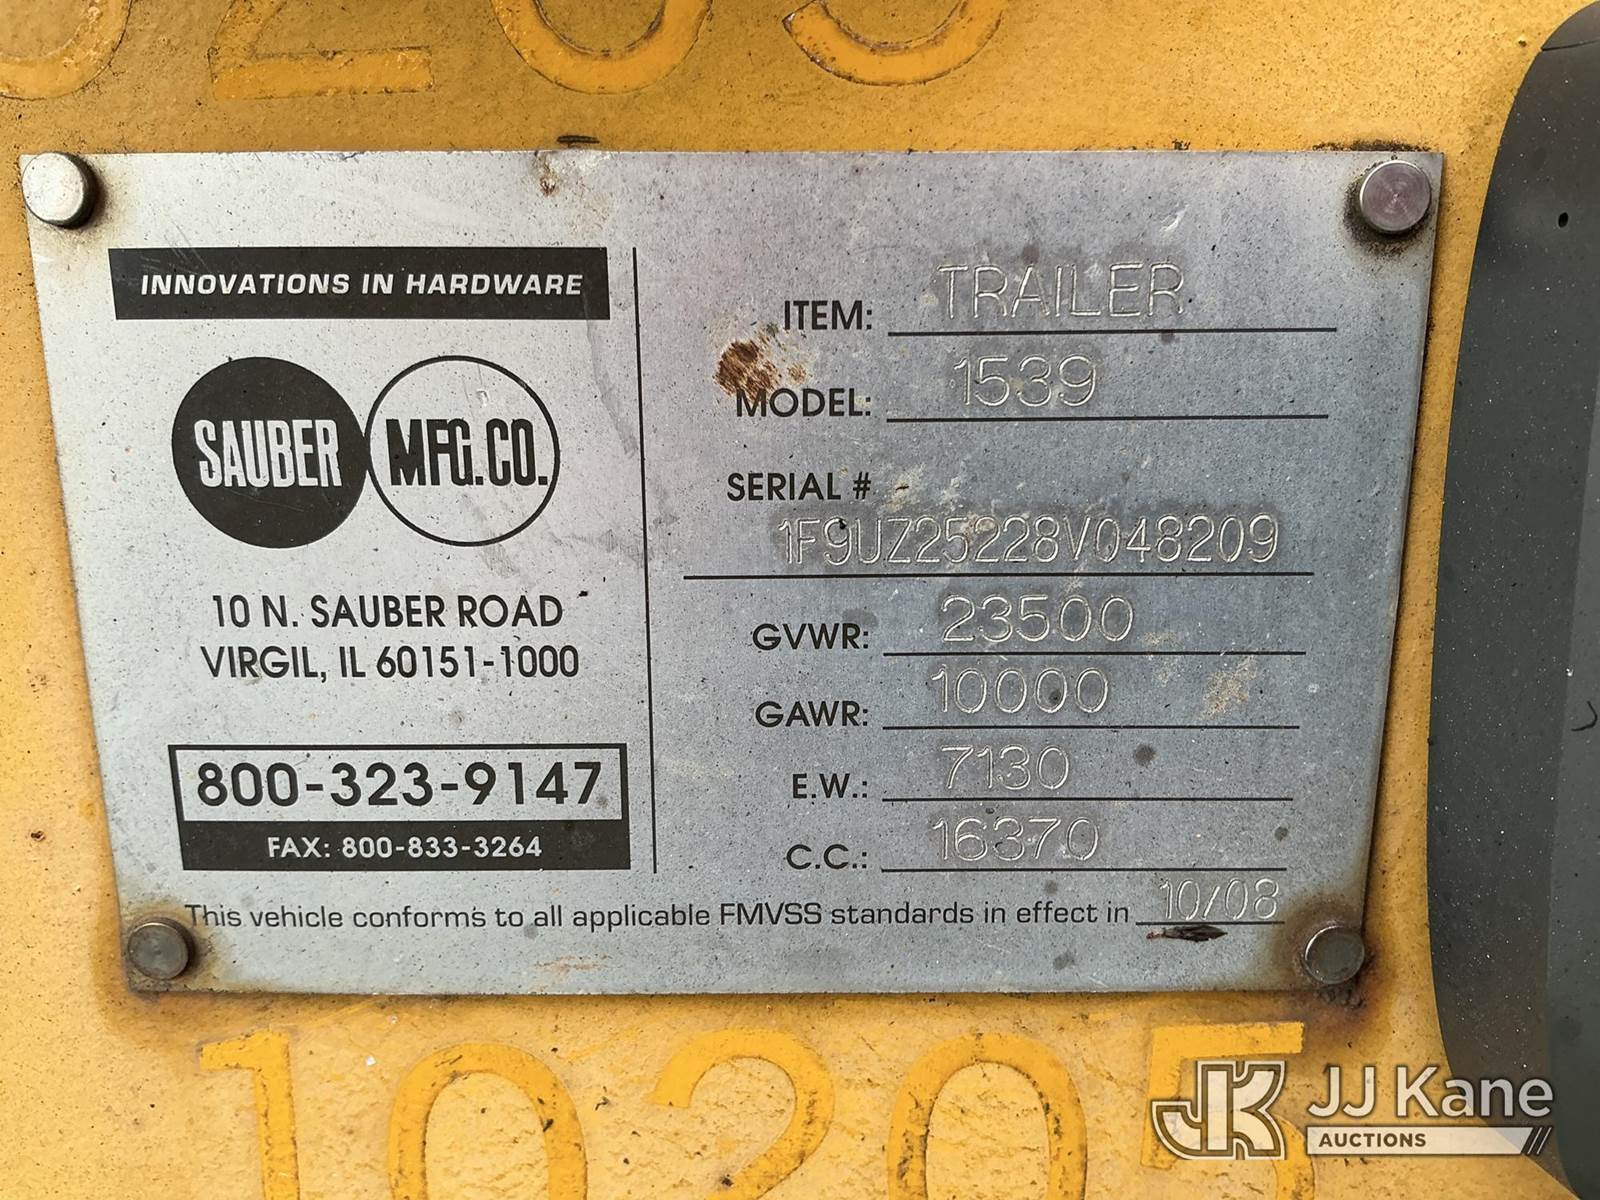 INNOVATIONS IN HARDWARE
SAUBER MFG.CO.
10 N. SAUBER ROAD
VIRGIL, IL 60151-1000
800-323-9147
FAX: 800-833-3264
ITEM: TRAILER
MODEL: 1539
SERIAL #
1F9UZ25228V048209
GVWR: 23500
GAWR: 10000
E.W.: 7130
C.C.: 16370
This vehicle conforms to all applicable FMVSS standards in effect in 10/08
10205
JK JJ Kane
AUCTIONS